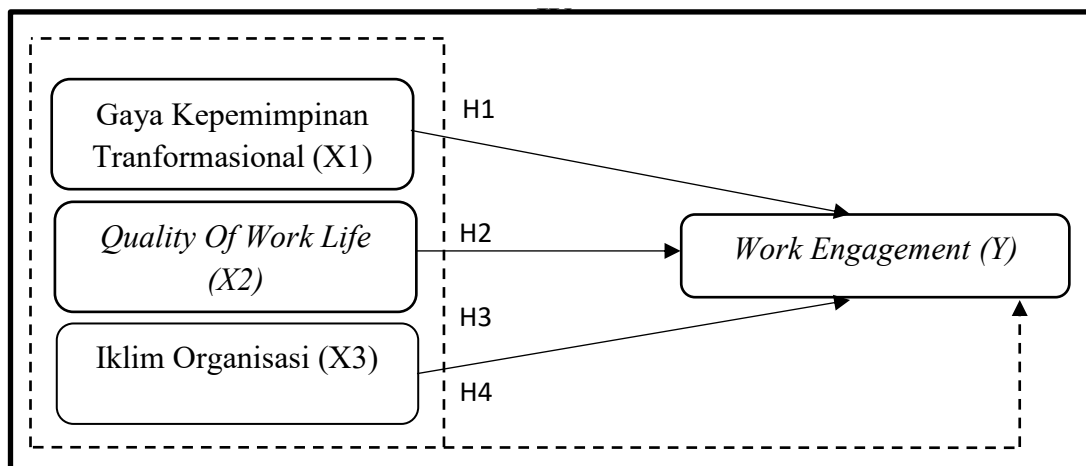 Gaya Kepemimpinan
Tranformasional (X1)
H1
Quality Of Work Life
(X2)
H2
Work Engagement (Y)
H3
Iklim Organisasi (X3)
H4